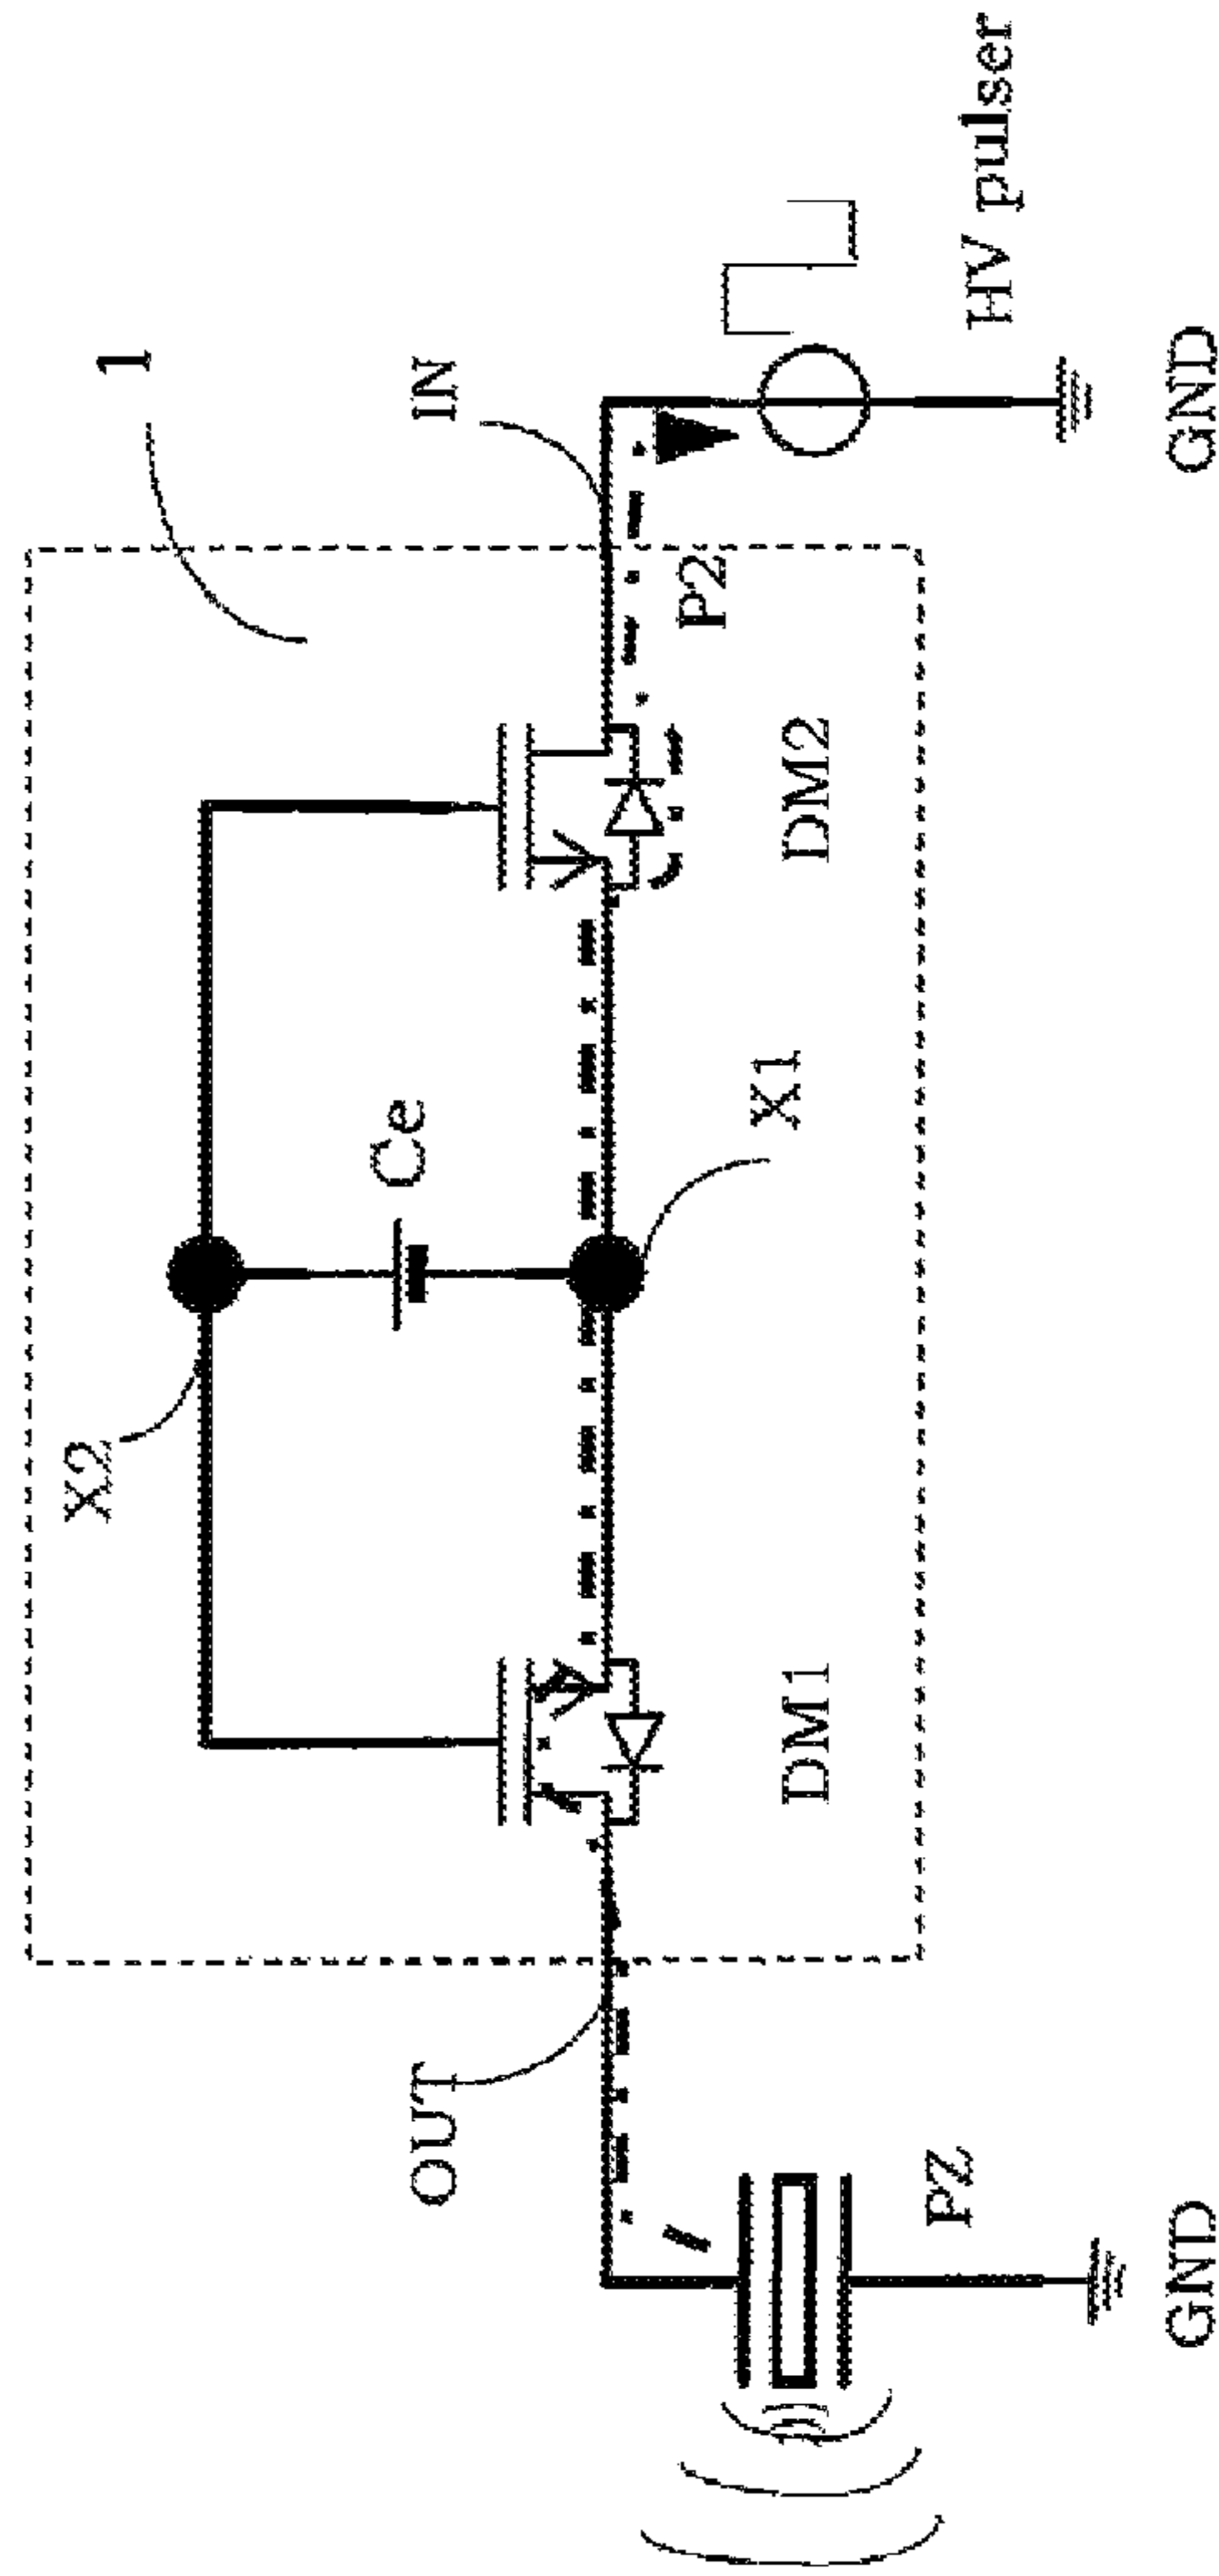 1
X2
Ce
IN
OUT
X1
P2
DM1
DM2
PZ
HV pulser
GND
GND